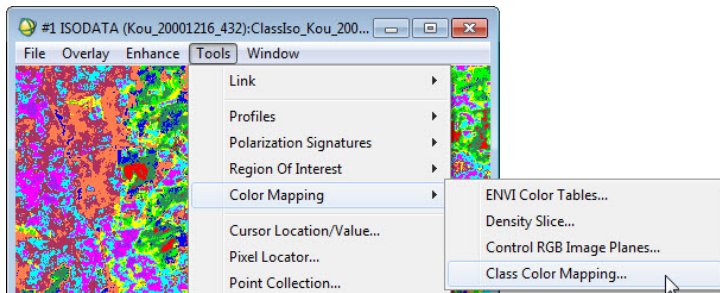 #1 ISODATA (Kou_20001216_432):ClassIso_Kou_200...
File Overlay Enhance Tools Window
Link
Profiles
Polarization Signatures
Region Of Interest
Color Mapping
ENVI Color Tables...
Density Slice...
Control RGB Image Planes...
Class Color Mapping...
Cursor Location/Value...
Pixel Locator...
Point Collection...